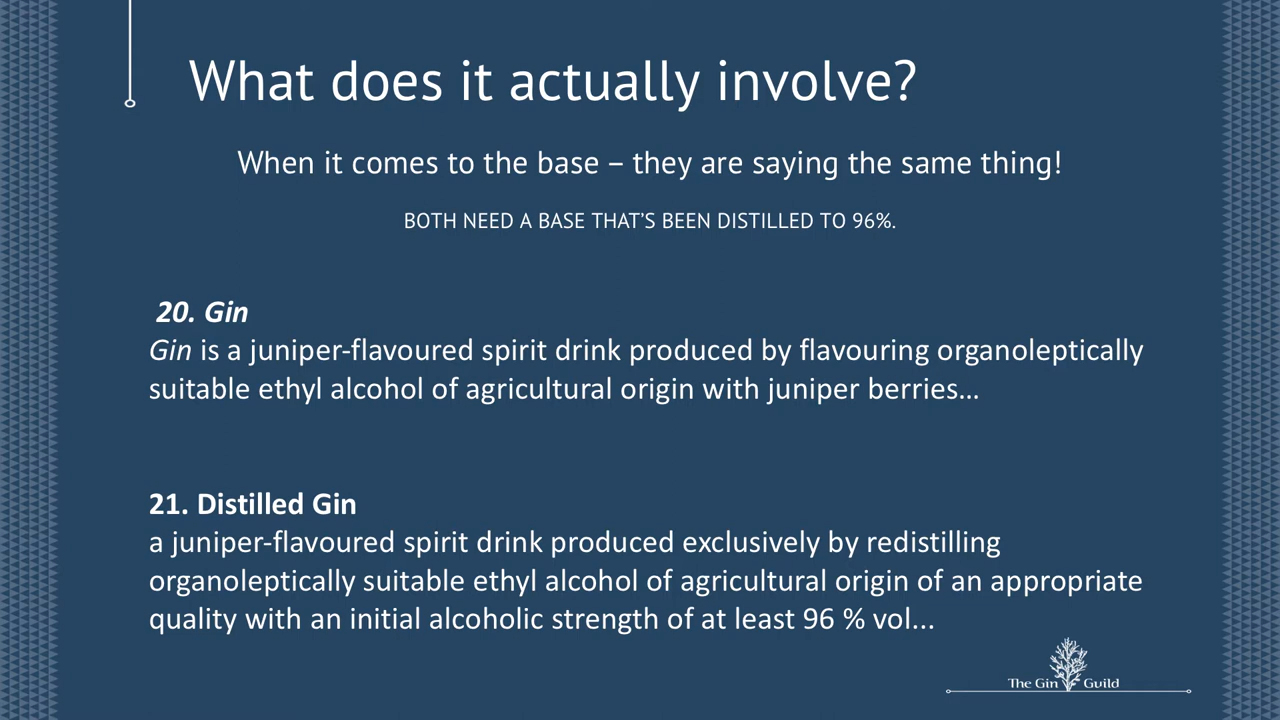 What does it actually involve?
When it comes to the base – they are saying the same thing!
BOTH NEED A BASE THAT’S BEEN DISTILLED TO 96%.
20. Gin
Gin is a juniper-flavoured spirit drink produced by flavouring organoleptically
suitable ethyl alcohol of agricultural origin with juniper berries…
21. Distilled Gin
a juniper-flavoured spirit drink produced exclusively by redistilling
organoleptically suitable ethyl alcohol of agricultural origin of an appropriate
quality with an initial alcoholic strength of at least 96 % vol...
The Gin Guild